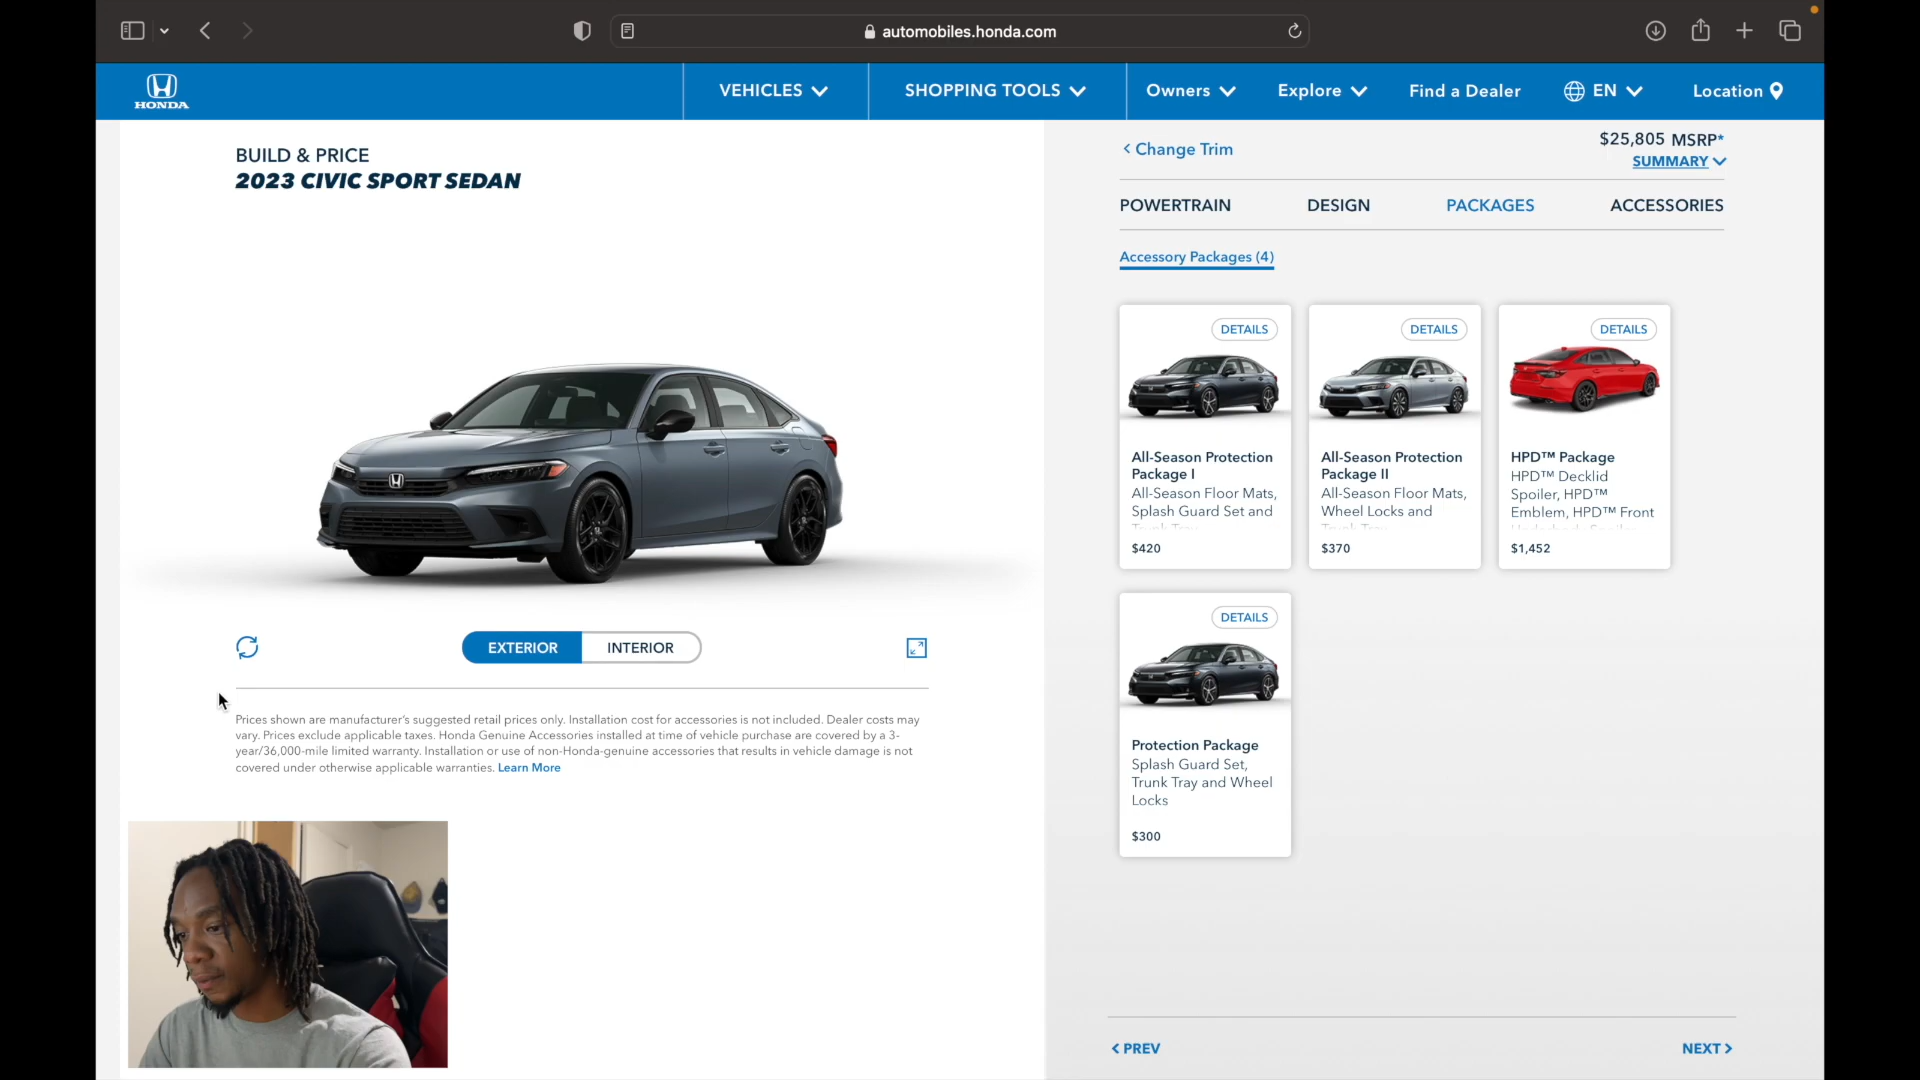 automobiles.honda.com
HONDA
VEHICLES
SHOPPING TOOLS
Owners
Explore
Find a Dealer
EN
Location
BUILD & PRICE
2023 CIVIC SPORT SEDAN
EXTERIOR
INTERIOR
Prices shown are manufacturer's suggested retail prices only. Installation cost for accessories is not included. Dealer costs may
vary. Prices exclude applicable taxes. Honda Genuine Accessories installed at time of vehicle purchase are covered by a 3-
year/36,000-mile limited warranty. Installation or use of non-Honda-genuine accessories that results in vehicle damage is not
covered under otherwise applicable warranties. Learn More
< Change Trim
$25,805 MSRP*
SUMMARY
POWERTRAIN
DESIGN
PACKAGES
ACCESSORIES
Accessory Packages (4)
DETAILS
All-Season Protection
Package I
All-Season Floor Mats,
Splash Guard Set and
Trunk Tray
$420
DETAILS
All-Season Protection
Package II
All-Season Floor Mats,
Wheel Locks and
Trunk Tray
$370
DETAILS
HPD™ Package
HPD™ Decklid
Spoiler, HPD™
Emblem, HPD™ Front
Underbody Spoiler
$1,452
DETAILS
Protection Package
Splash Guard Set,
Trunk Tray and Wheel
Locks
$300
< PREV
NEXT >